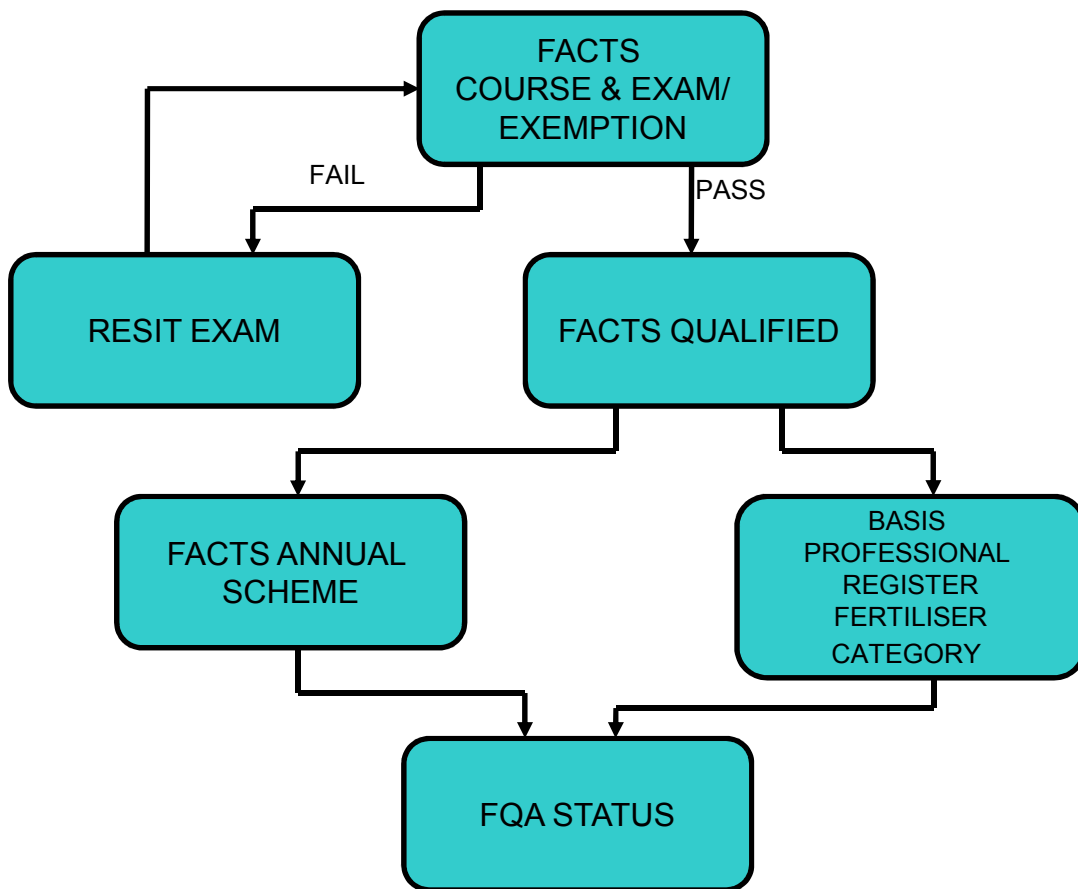 FACTS
COURSE & EXAM/
EXEMPTION
FAIL
PASS
RESIT EXAM
FACTS QUALIFIED
FACTS ANNUAL
SCHEME
BASIS
PROFESSIONAL
REGISTER
FERTILISER
CATEGORY
FQA STATUS